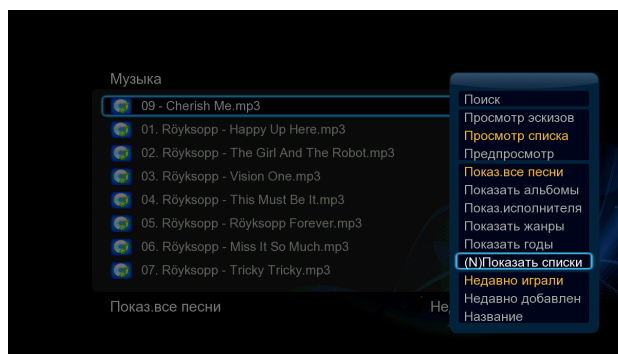 Музыка
09 - Cherish Me.mp3
01. Röyksopp - Happy Up Here.mp3
02. Röyksopp - The Girl And The Robot.mp3
03. Röyksopp - Vision One.mp3
04. Röyksopp - This Must Be It.mp3
05. Röyksopp - Röyksopp Forever.mp3
06. Röyksopp - Miss It So Much.mp3
07. Röyksopp - Tricky Tricky.mp3
Показ.все песни
Не
Поиск
Просмотр эскизов
Просмотр списка
Предпросмотр
Показ.все песни
Показать альбомы
Показ.исполнителя
Показать жанры
Показать годы
(N)Показать списки
Недавно играли
Недавно добавлен
Название